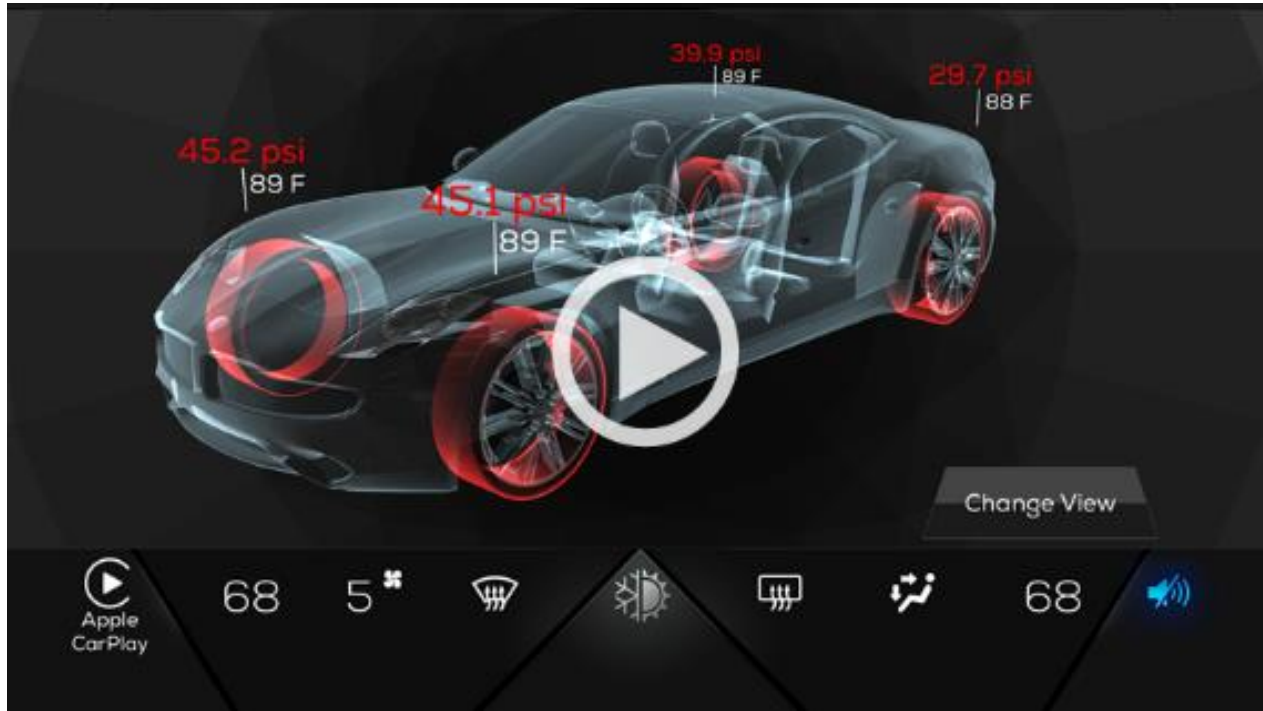 39.9 psi
89 F
29.7 psi
88 F
45.2 psi
89 F
45.1 psi
89 F
Change View
68
5
68
Apple
CarPlay